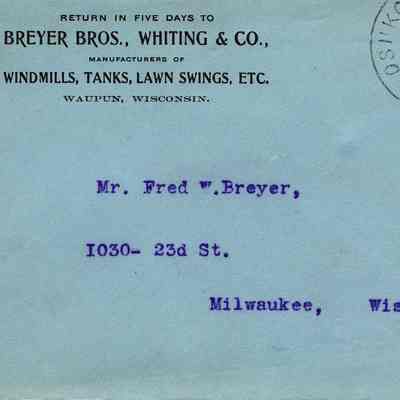 RETURN IN FIVE DAYS TO
BREYER BROS., WHITING & CO.,
MANUFACTURERS OF
WINDMILLS, TANKS, LAWN SWINGS, ETC.
WAUPUN, WISCONSIN.
Mr. Fred W.Breyer,
I030- 23d St.
Milwaukee, Wis